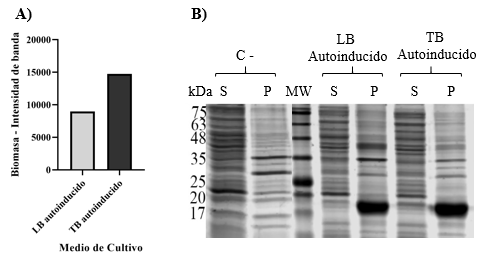 A)
20000
15000
10000
5000
0
Biomasa - Intensidad de banda
LB autoinducido
TB autoinducido
Medio de Cultivo
B)
C -
LB
Autoinducido
TB
Autoinducido
kDa S P MW S P S P
75
63
48
35
25
20
17